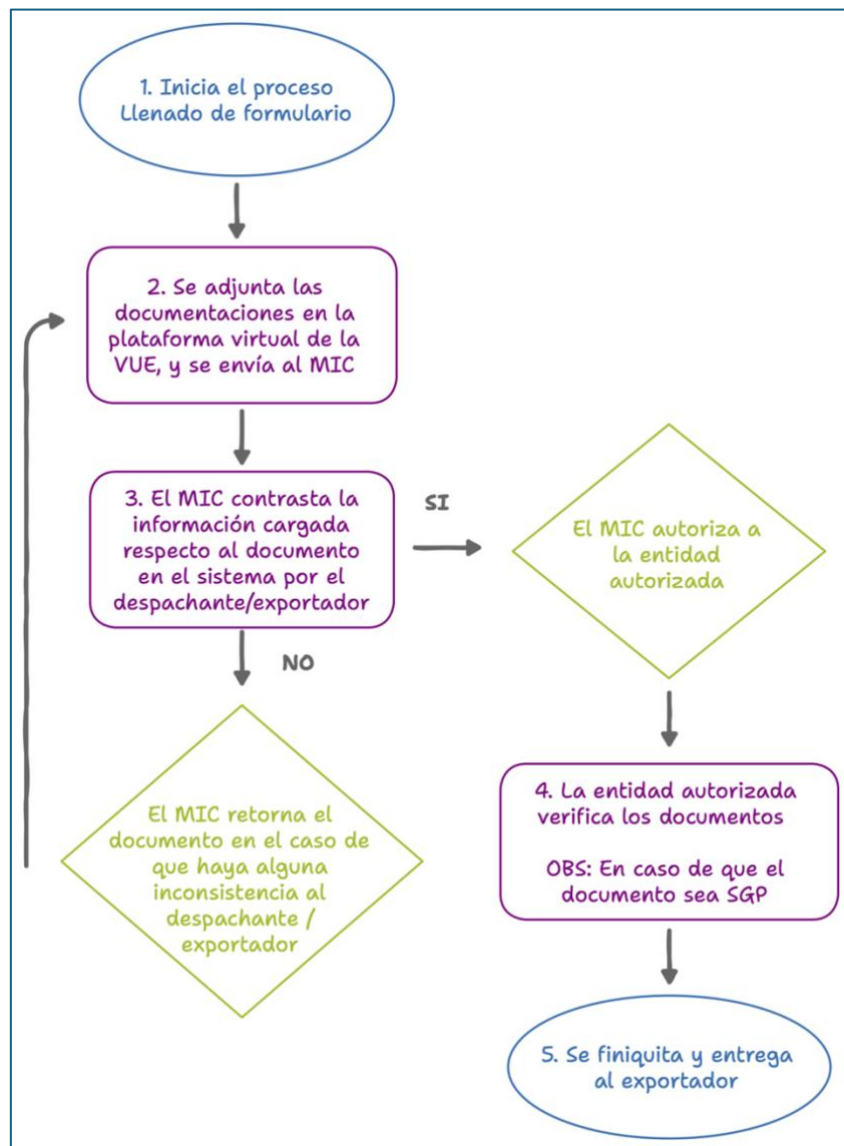 1. Inicia el proceso
Llenado de formulario
2. Se adjunta las
documentaciones en la
plataforma virtual de la
VUE, y se envía al MIC
3. El MIC contrasta la
información cargada
respecto al documento
en el sistema por el
despachante/exportador
SI
El MIC autoriza a
la entidad
autorizada
NO
El MIC retorna el
documento en el caso de
que haya alguna
inconsistencia al
despachante /
exportador
4. La entidad autorizada
verifica los documentos
OBS: En caso de que el
documento sea SGP
5. Se finiquita y entrega
al exportador